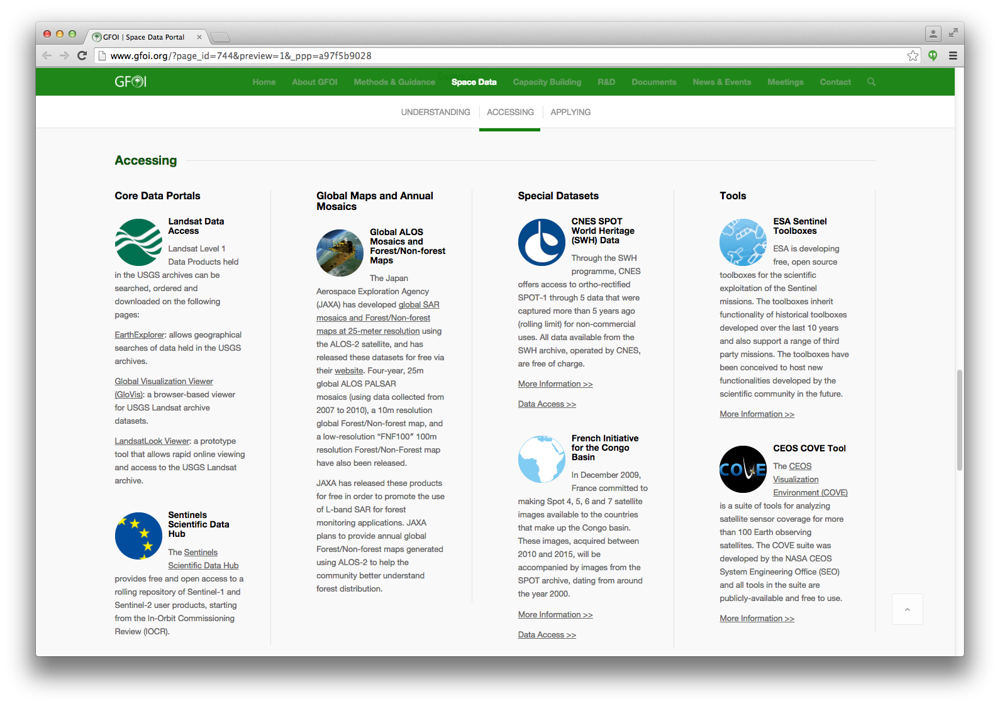 GFOI | Space Data Portal
www.gfoi.org/?page_id=744&preview=1&_ppp=a97f5b9028
Explore >>
GFOI
Home
About GFOI
Methods & Guidance
Space Data
Capacity Building
R&D
Documents
News & Events
Meetings
Contact
UNDERSTANDING
ACCESSING
APPLYING
Accessing
Core Data Portals
Landsat Data
Access
Landsat Level 1
Data Products held
in the USGS archives can be
searched, ordered and
downloaded on the following
pages:
EarthExplorer: allows geographical
searches of data held in the USGS
archives.
Global Visualization Viewer
(GloVis): a browser-based viewer
for USGS Landsat archive
datasets.
LandsatLook Viewer: a prototype
tool that allows rapid online viewing
and access to the USGS Landsat
archive.
Sentinels
Scientific Data
Hub
The Sentinels
Scientific Data Hub
provides free and open access to a
rolling repository of Sentinel-1 and
Sentinel-2 user products, starting
from the In-Orbit Commissioning
Review (IOCR).
Global Maps and Annual
Mosaics
Global ALOS
Mosaics and
Forest/Non-forest
Maps
The Japan
Aerospace Exploration Agency
(JAXA) has developed global SAR
mosaics and Forest/Non-forest
maps at 25-meter resolution using
the ALOS-2 satellite, and has
released these datasets for free via
their website. Four-year, 25m
global ALOS PALSAR
mosaics (using data collected from
2007 to 2010), a 10m resolution
global Forest/Non-forest map, and
a low-resolution “FNF100″ 100m
resolution Forest/Non-Forest map
have also been released.
JAXA has released these products
for free in order to promote the use
of L-band SAR for forest
monitoring applications. JAXA
plans to provide annual global
Forest/Non-forest maps generated
using ALOS-2 to help the
community better understand
forest distribution.
Special Datasets
CNES SPOT
World Heritage
(SWH) Data
Through the SWH
programme, CNES
offers access to ortho-rectified
SPOT-1 through 5 data that were
captured more than 5 years ago
(rolling limit) for non-commercial
uses. All data available from the
SWH archive, operated by CNES,
are free of charge.
More Information >>
Data Access >>
French Initiative
for the Congo
Basin
In December 2009,
France committed to
making Spot 4, 5, 6 and 7 satellite
images available to the countries
that make up the Congo basin.
These images, acquired between
2010 and 2015, will be
accompanied by images from the
SPOT archive, dating from around
the year 2000.
More Information >>
Data Access >>
Tools
ESA Sentinel
Toolboxes
ESA is developing
free, open source
toolboxes for the scientific
exploitation of the Sentinel
missions. The toolboxes inherit
functionality of historical toolboxes
developed over the last 10 years
and also support a range of third
party missions. The toolboxes have
been conceived to host new
functionalities developed by the
scientific community in the future.
More Information >>
COVE
CEOS COVE Tool
The CEOS
Visualization
Environment (COVE)
is a suite of tools for analyzing
satellite sensor coverage for more
than 100 Earth observing
satellites. The COVE suite was
developed by the NASA CEOS
System Engineering Office (SEO)
and all tools in the suite are
publicly-available and free to use.
More Information >>